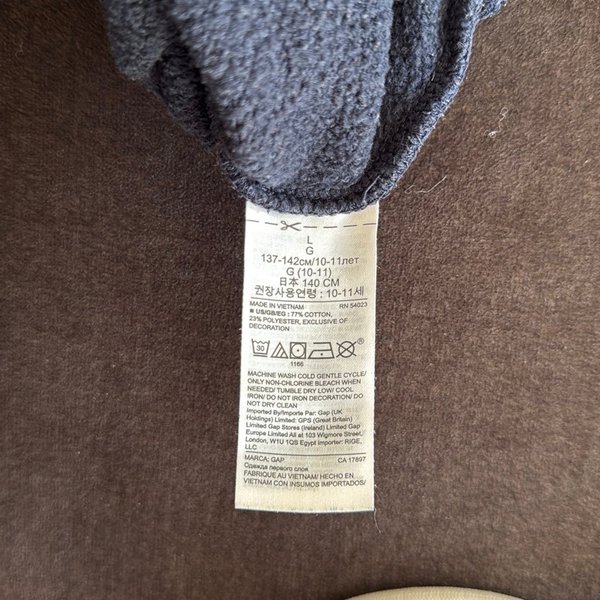 L
G
137-142см/10-11лет
G (10-11)
日本 140 CM
권장사용연령 : 10-11세
MADE IN VIETNAM RN 54023
■ US/GB/EG : 77% COTTON,
23% POLYESTER, EXCLUSIVE OF
DECORATION
30
1166
MACHINE WASH COLD GENTLE CYCLE/
ONLY NON-CHLORINE BLEACH WHEN
NEEDED/ TUMBLE DRY LOW/ COOL
IRON/ DO NOT IRON DECORATION/ DO
NOT DRY CLEAN
Imported By/Importe Par: Gap (UK
Holdings) Limited: GPS (Great Britain)
Limited Gap Stores (Ireland) Limited Gap
Europe Limited All at 103 Wigmore Street,
London, W1U 1QS Egypt Importer: RIGE,
LLC
MARCA: GAP CA 17897
Одежда первого слоя
FABRIQUE AU VIETNAM/ HECHO EN
VIETNAM CON INSUMOS IMPORTADOS/